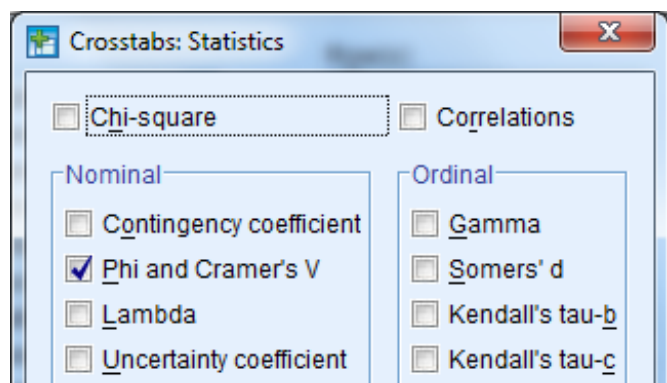 Crosstabs: Statistics
Chi-square
Correlations
Nominal
Contingency coefficient
Phi and Cramer's V
Lambda
Uncertainty coefficient
Ordinal
Gamma
Somers' d
Kendall's tau-b
Kendall's tau-c